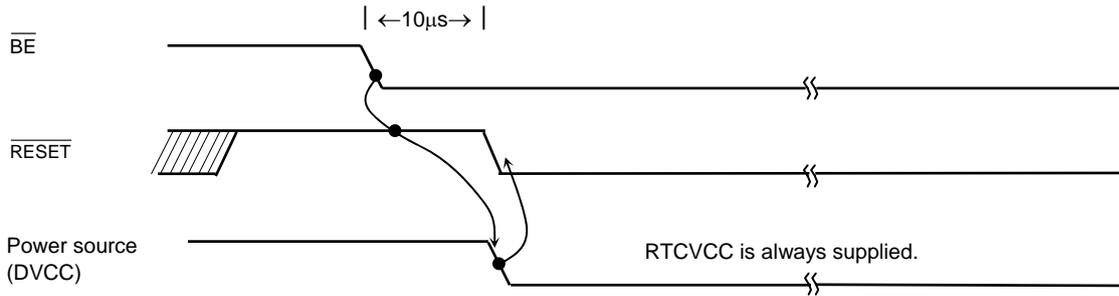 ←10μs→
BE
RESET
Power source
(DVCC)
RTCVCC is always supplied.